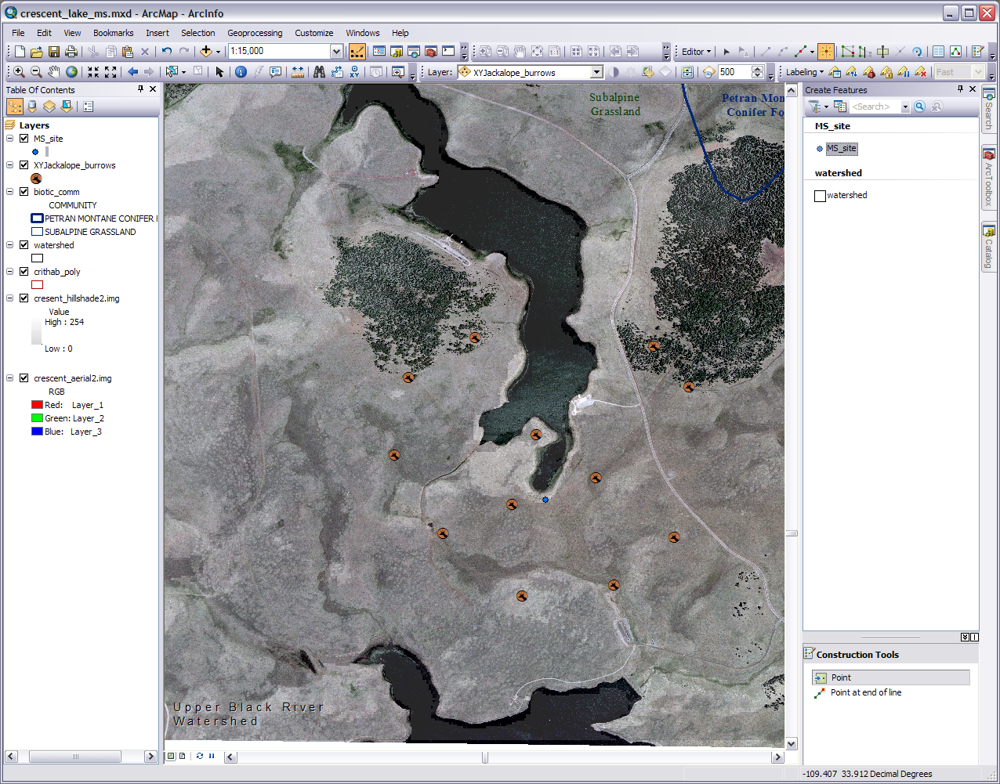 crescent_lake_ms.mxd - ArcMap - ArcInfo
File Edit View Bookmarks Insert Selection Geoprocessing Customize Windows Help
1:15,000
Editor
Layer: XYJackalope_burrows
500
Labeling
Fast
Table Of Contents
Layers
MS_site
XYJackalope_burrows
biotic_comm
COMMUNITY
PETRAN MONTANE CONIFER
SUBALPINE GRASSLAND
watershed
crithab_poly
cresent_hillshade2.img
Value
High : 254
Low : 0
crescent_aerial2.img
RGB
Red: Layer_1
Green: Layer_2
Blue: Layer_3
Subalpine
Grassland
Petran Mon
Conifer Fo
Upper Black River
Watershed
Create Features
<Search>
MS_site
MS_site
watershed
watershed
Construction Tools
Point
Point at end of line
Search
ArcToolbox
Catalog
-109.407 33.912 Decimal Degrees